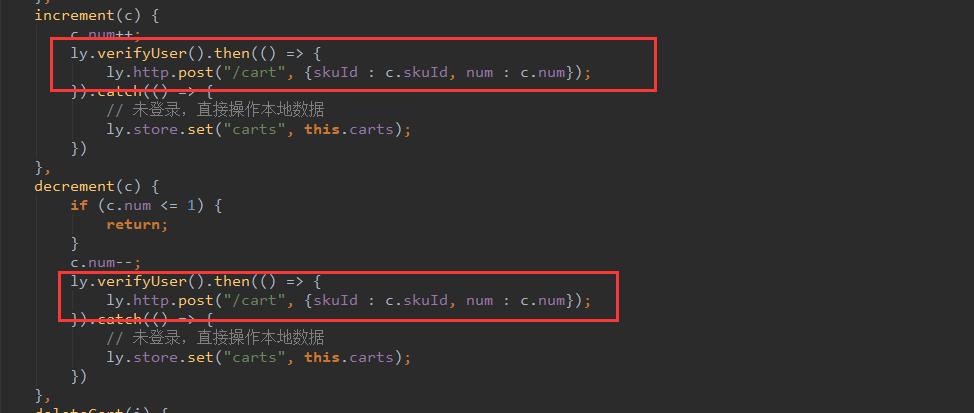 },
increment(c) {
    c.num++;
    ly.verifyUser().then(() => {
        ly.http.post("/cart", {skuId : c.skuId, num : c.num});
    }).catch(() => {
        // 未登录，直接操作本地数据
        ly.store.set("carts", this.carts);
    })
},
decrement(c) {
    if (c.num <= 1) {
        return;
    }
    c.num--;
    ly.verifyUser().then(() => {
        ly.http.post("/cart", {skuId : c.skuId, num : c.num});
    }).catch(() => {
        // 未登录，直接操作本地数据
        ly.store.set("carts", this.carts);
    })
},
deleteCart(i) {